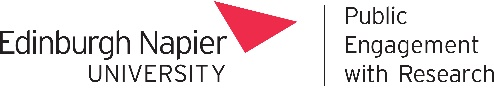 Edinburgh Napier
UNIVERSITY
Public
Engagement
with Research